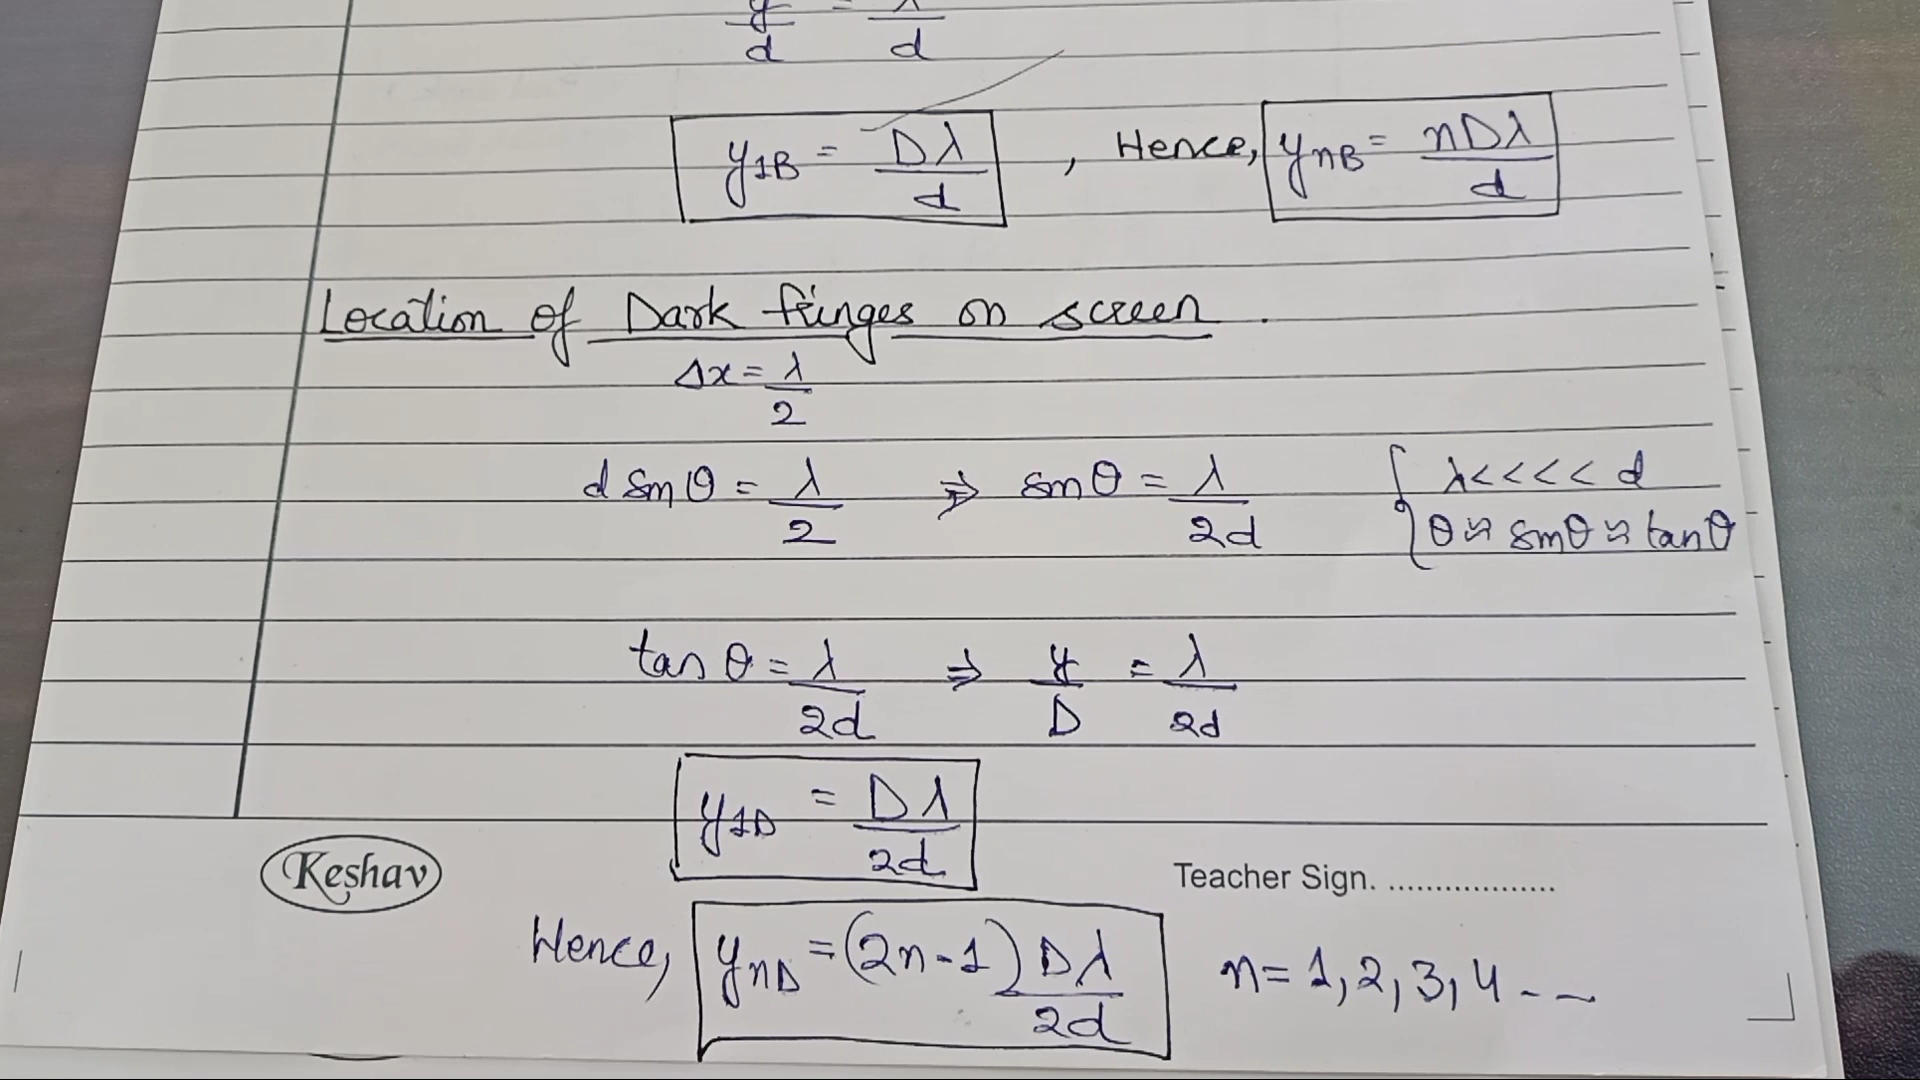 y/d = λ/d
y1B = Dλ/d , Hence, ynB = nDλ/d
Location of Dark fringes on screen.
Δx = λ/2
d sinθ = λ/2 ⇒ sinθ = λ/2d { λ<<<< d
θ ≈ sinθ ≈ tanθ
tan θ = λ/2d ⇒ y/D = λ/2d
y1D = Dλ/2d
Keshav Teacher Sign. ...................
Hence, ynD = (2n-1) Dλ/2d n = 1, 2, 3, 4 - -